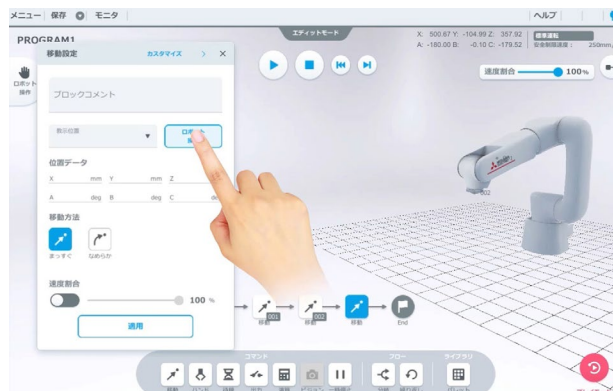 メニュー 保存 モニタ ヘルプ
エディットモード
X: 500.67 Y: -104.99 Z: 357.92 標準運転
A: -180.00 B: -0.10 C: -179.52 安全制限速度： 250mm
PROGRAM1
移動設定 カスタマイズ > ×
速度割合 100%
ロボット
操作
ブロックコメント
教示位置
ロボット
位置データ
X mm Y mm Z
A deg B deg C
移動方法
まっすぐ なめらか
002
速度割合
100 %
適用
001 002
移動 移動 移動 End
コマンド フロー ライブラリ